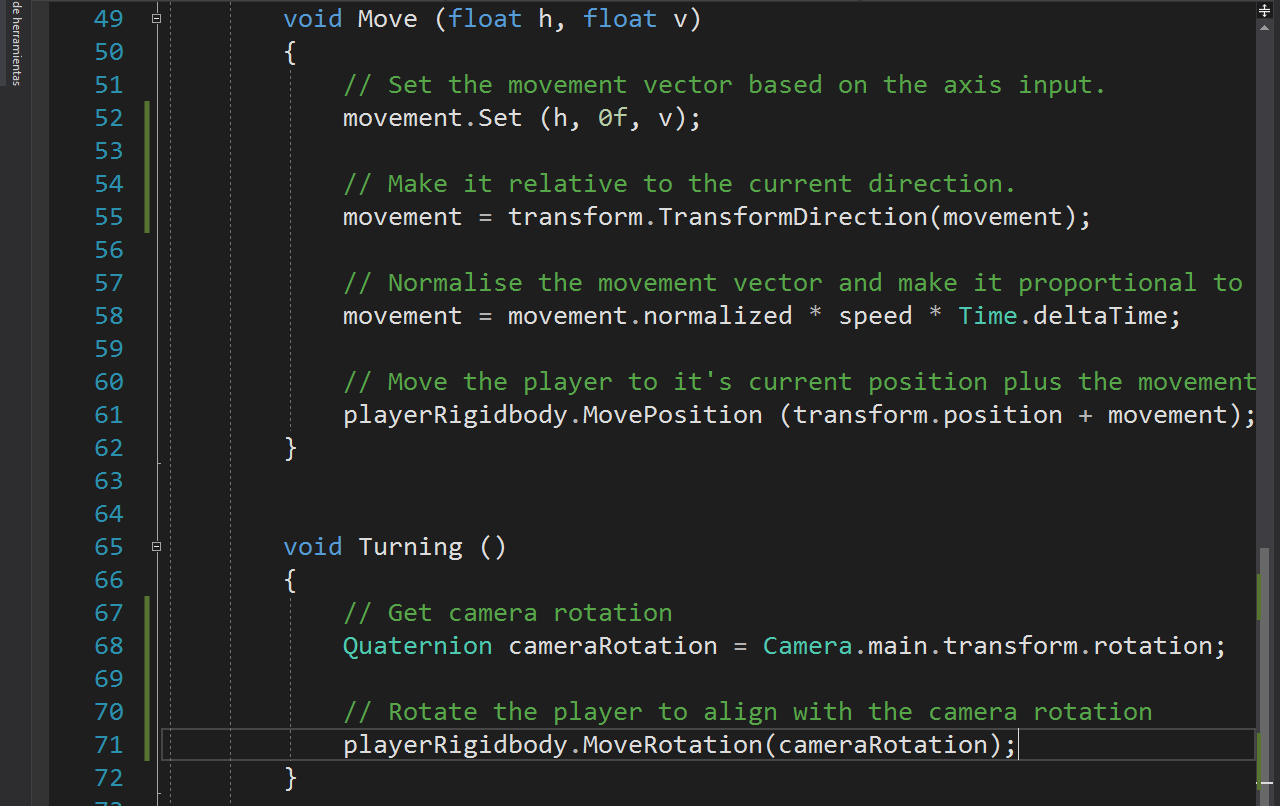 de herramientas
49 void Move (float h, float v)
50 {
51 // Set the movement vector based on the axis input.
52 movement.Set (h, 0f, v);
53
54 // Make it relative to the current direction.
55 movement = transform.TransformDirection(movement);
56
57 // Normalise the movement vector and make it proportional to
58 movement = movement.normalized * speed * Time.deltaTime;
59
60 // Move the player to it's current position plus the movement
61 playerRigidbody.MovePosition (transform.position + movement);
62 }
63
64
65 void Turning ()
66 {
67 // Get camera rotation
68 Quaternion cameraRotation = Camera.main.transform.rotation;
69
70 // Rotate the player to align with the camera rotation
71 playerRigidbody.MoveRotation(cameraRotation);
72 }
73